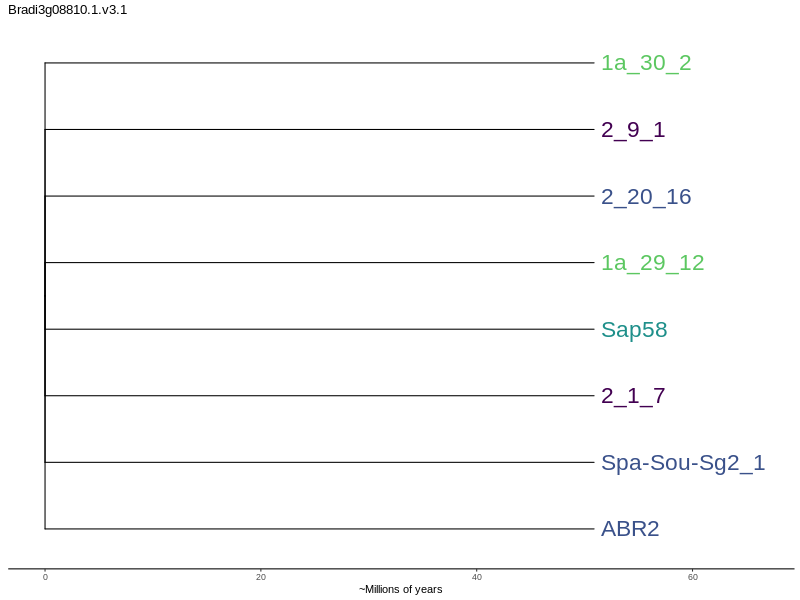 Bradi3g08810.1.v3.1
1a_30_2
2_9_1
2_20_16
1a_29_12
Sap58
2_1_7
Spa-Sou-Sg2_1
ABR2
0 20 40 60
~Millions of years